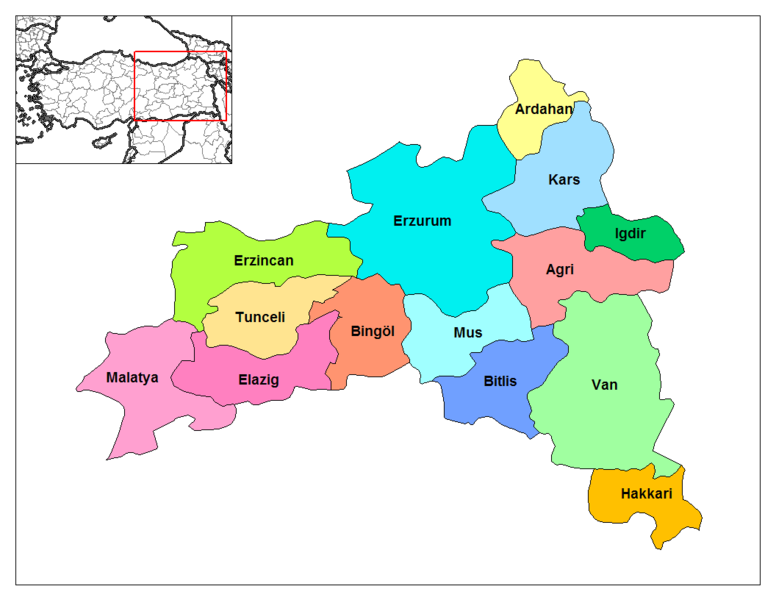 Ardahan
Kars
Erzurum
Igdir
Erzincan
Agri
Tunceli
Bingöl
Mus
Malatya
Elazig
Bitlis
Van
Hakkari